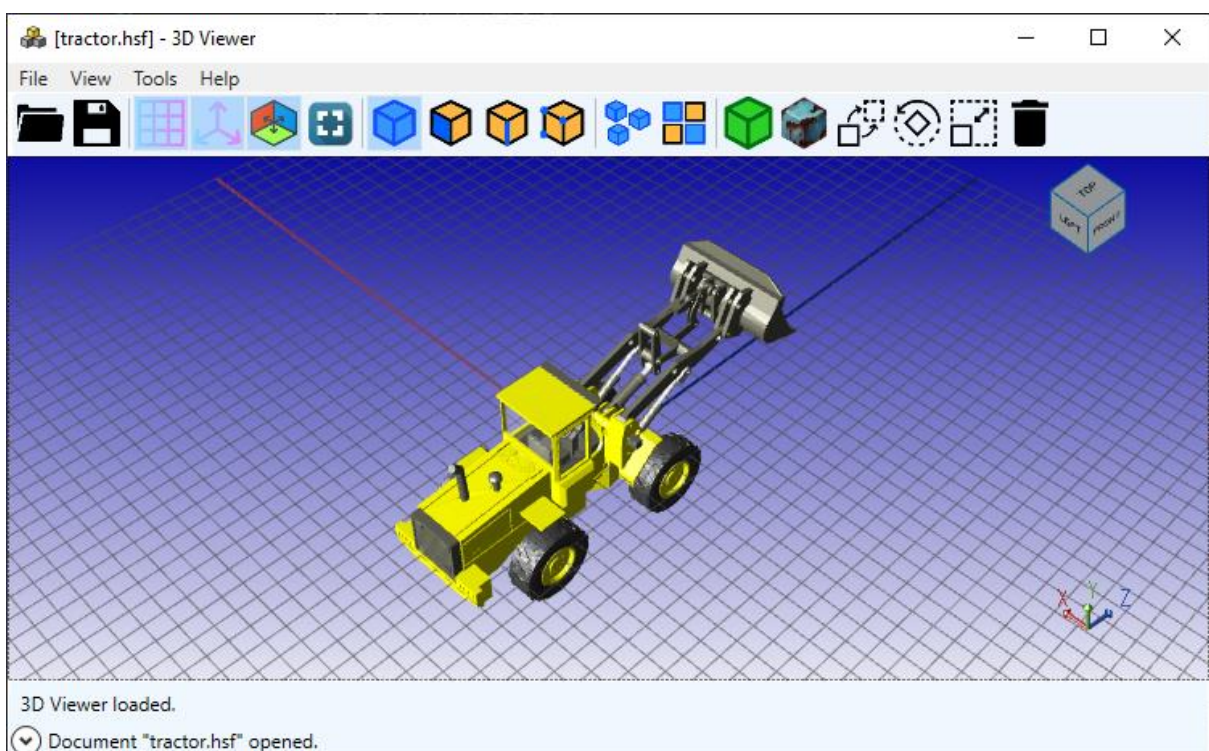 [tractor.hsf] - 3D Viewer
File View Tools Help
TOP
LEFT FRONT
X Y Z
3D Viewer loaded.
Document "tractor.hsf" opened.